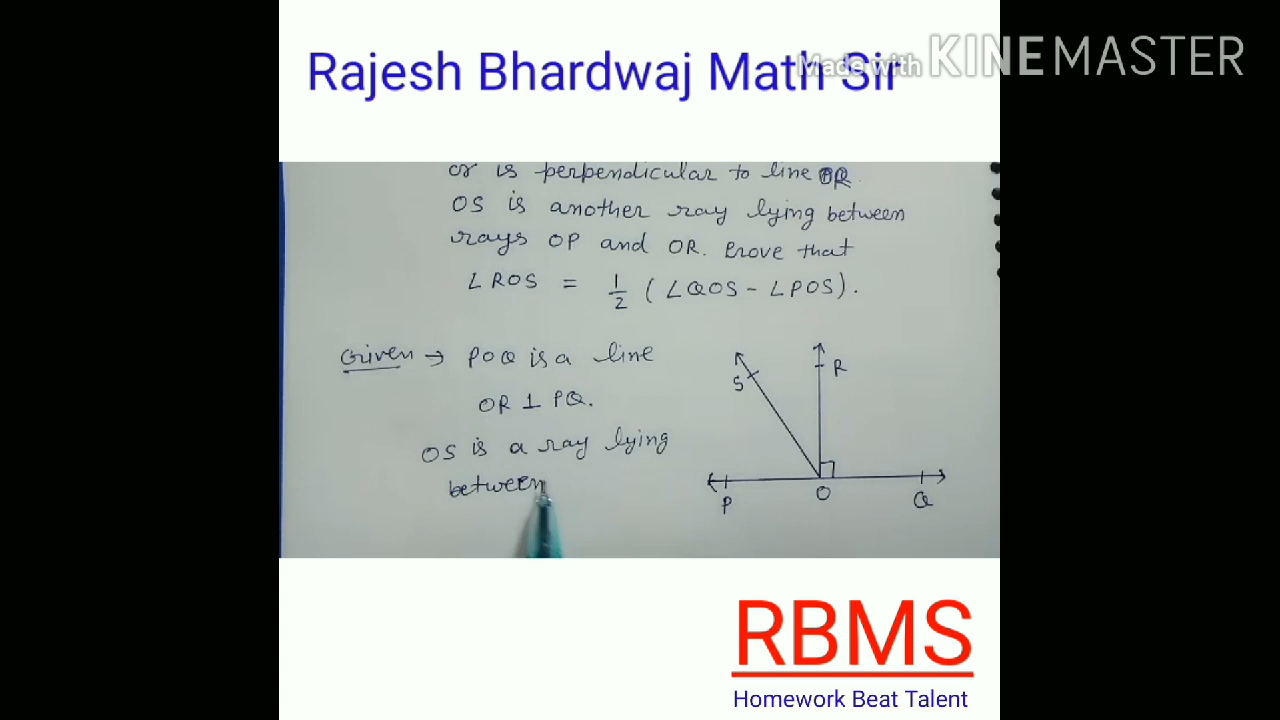 Rajesh Bhardwaj Math Sir
Made with KINEMASTER
is perpendicular to line
OS is another ray lying between
rays OP and OR. Prove that
∠ROS = 1/2 (∠QOS - ∠POS).
Given → POQ is a line
OR ⊥ PQ.
OS is a ray lying
between
S
R
P
O
Q
RBMS
Homework Beat Talent